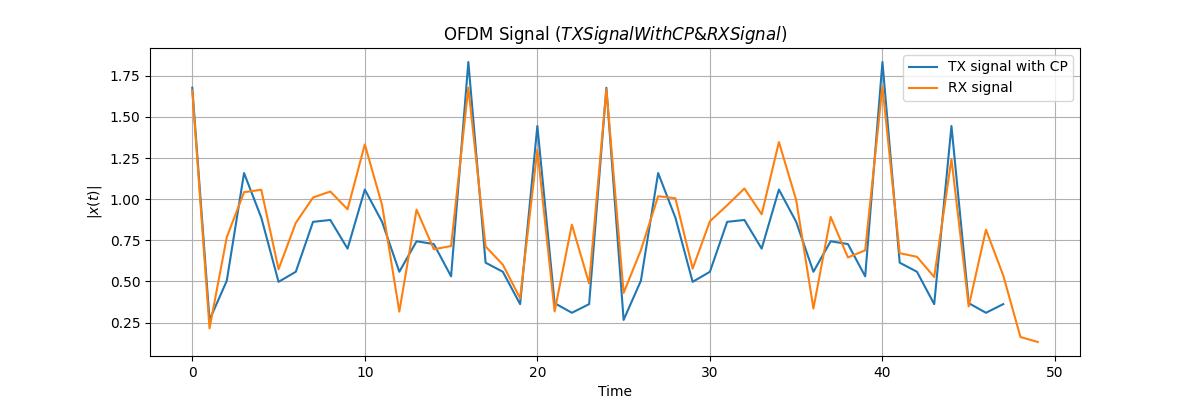 OFDM Signal (TXSignalWithCP&RXSignal)
TX signal with CP
RX signal
|x(t)|
1.75
1.50
1.25
1.00
0.75
0.50
0.25
0 10 20 30 40 50
Time